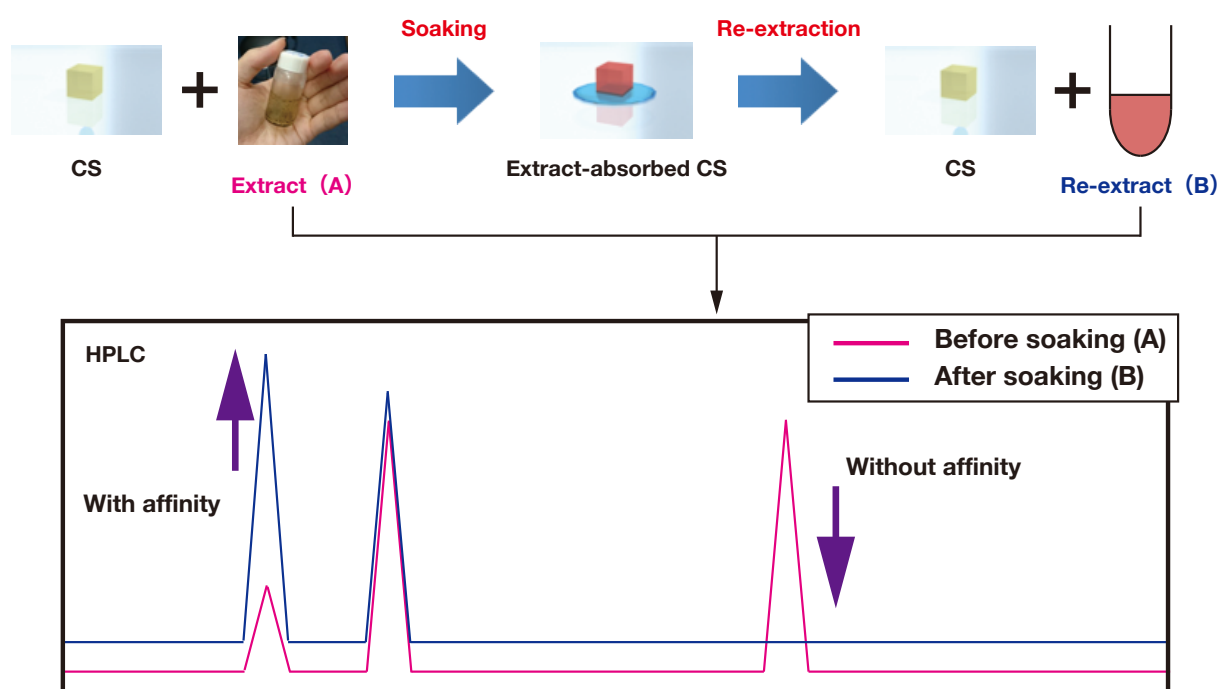 Soaking
Re-extraction
CS
Extract（A）
Extract-absorbed CS
CS
Re-extract（B）
HPLC
Before soaking (A)
After soaking (B)
With affinity
Without affinity